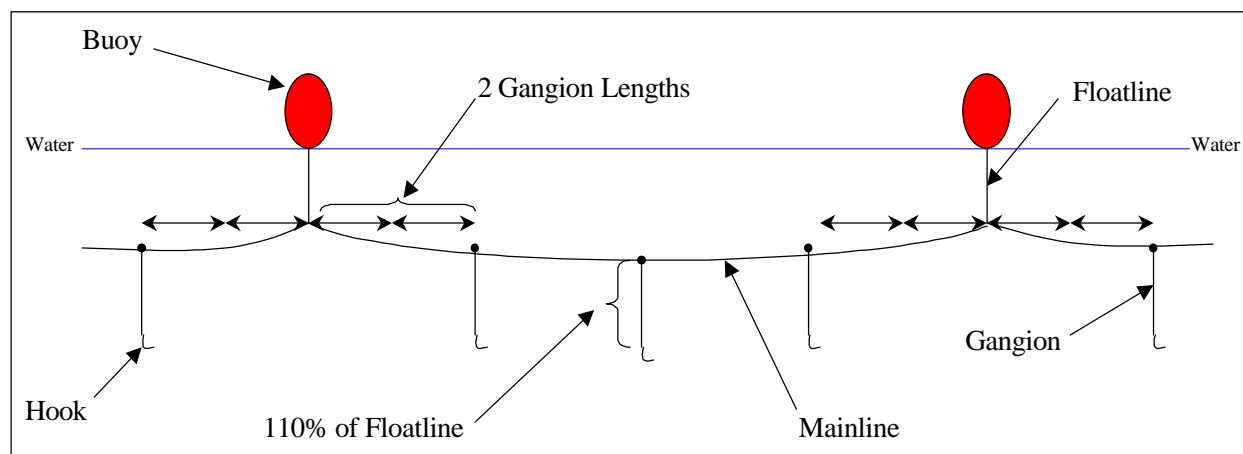 Buoy
2 Gangion Lengths
Floatline
Water
Water
Gangion
Hook
110% of Floatline
Mainline